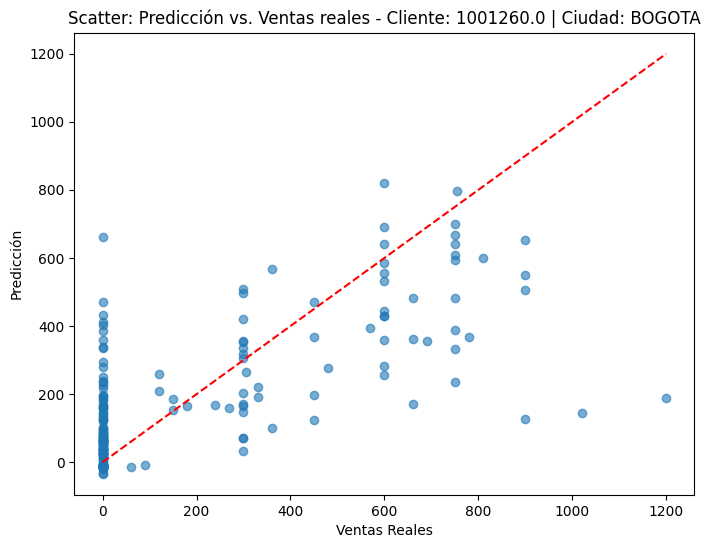 Scatter: Predicción vs. Ventas reales - Cliente: 1001260.0 | Ciudad: BOGOTA
1200
1000
800
600
400
200
0
Predicción
0 200 400 600 800 1000 1200
Ventas Reales